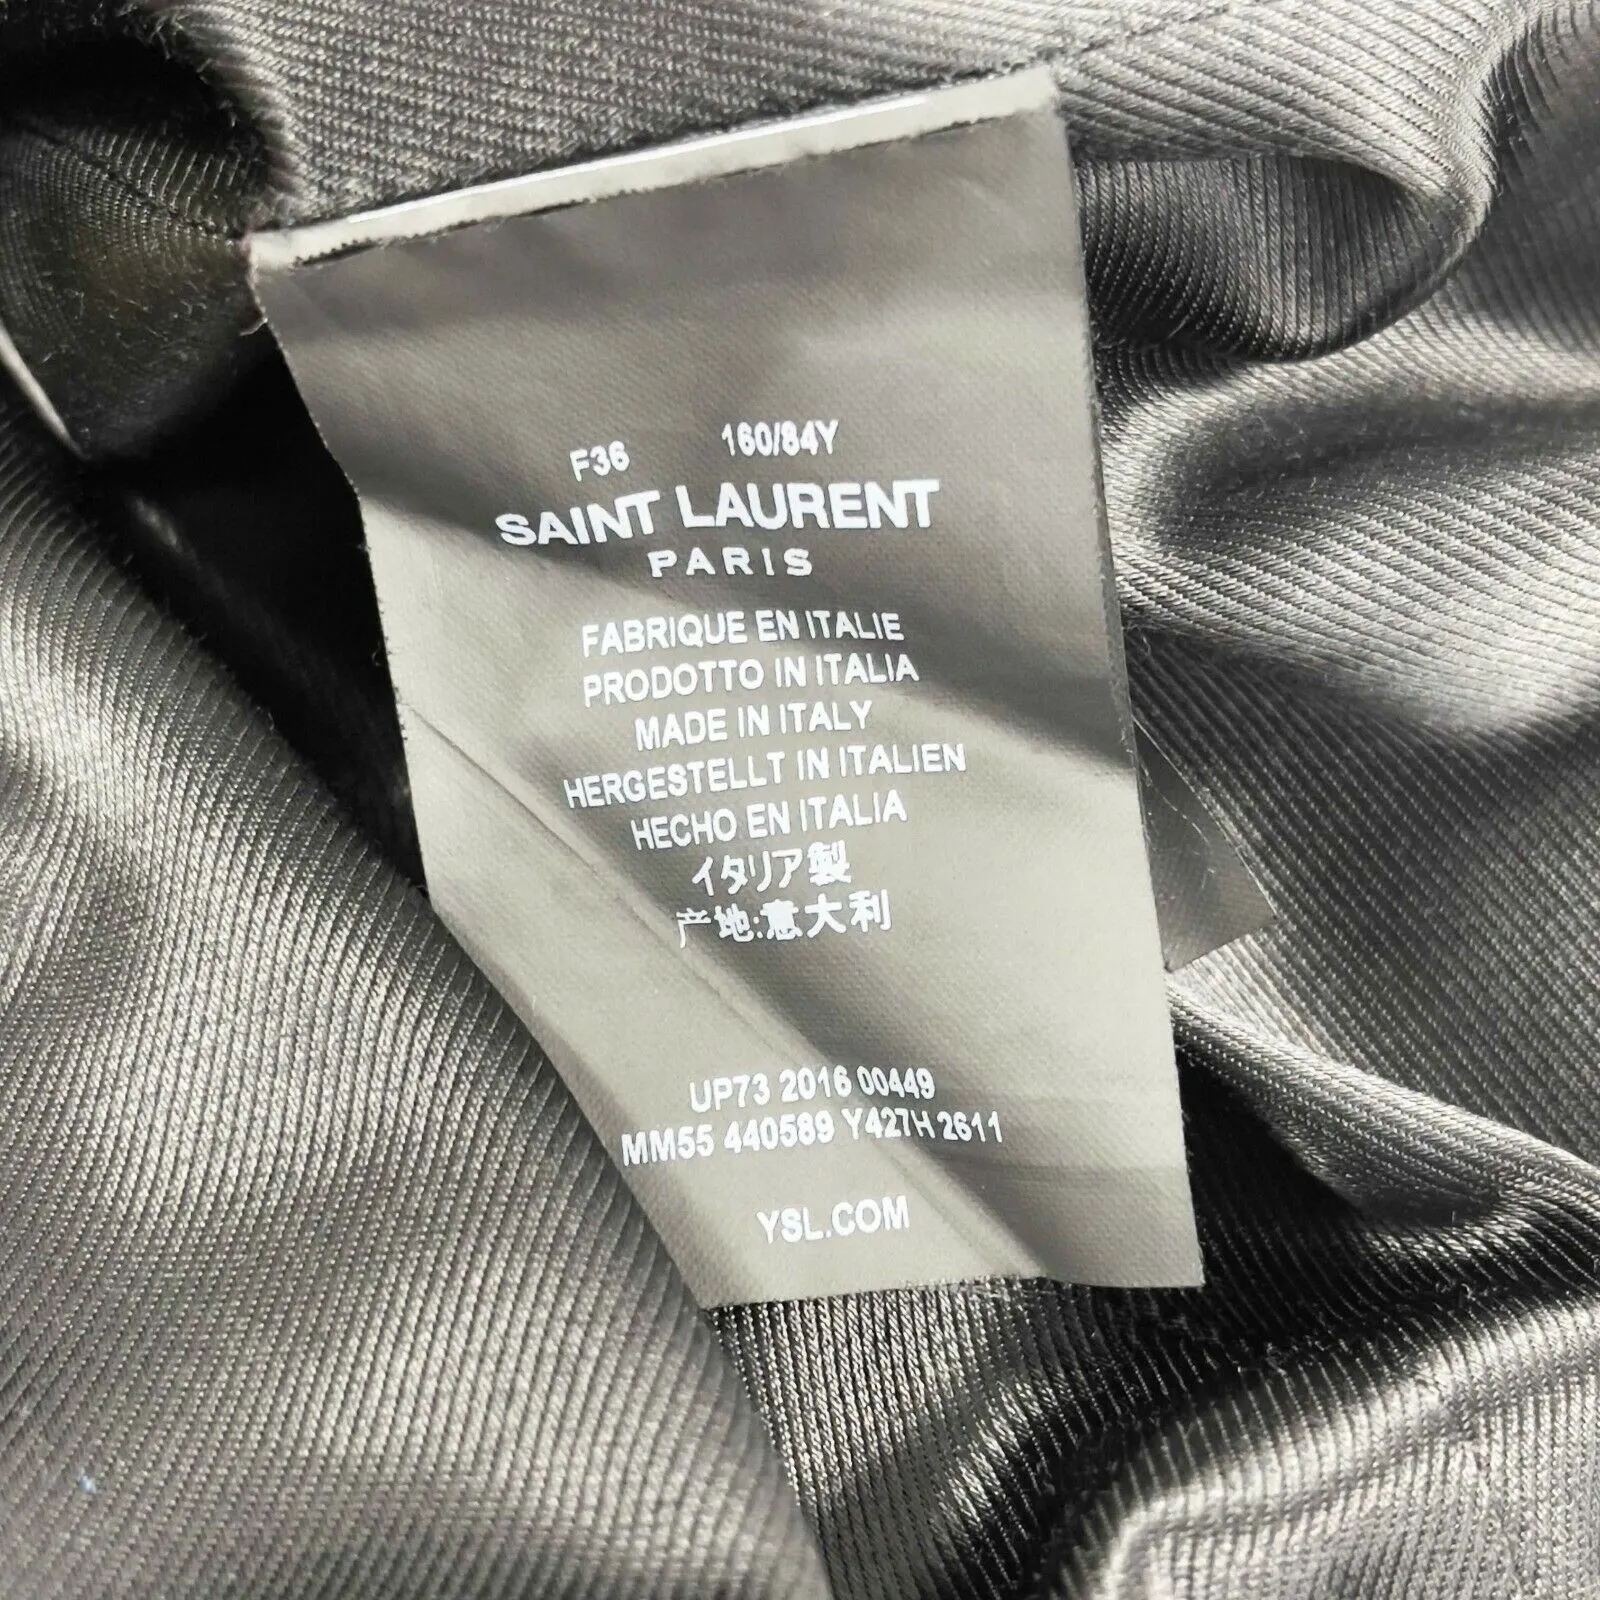 F36 160/84Y
SAINT LAURENT
PARIS
FABRIQUE EN ITALIE
PRODOTTO IN ITALIA
MADE IN ITALY
HERGESTELLT IN ITALIEN
HECHO EN ITALIA
イタリア製
产地:意大利
UP73 2016 00449
MM55 440589 Y427H 2611
YSL.COM